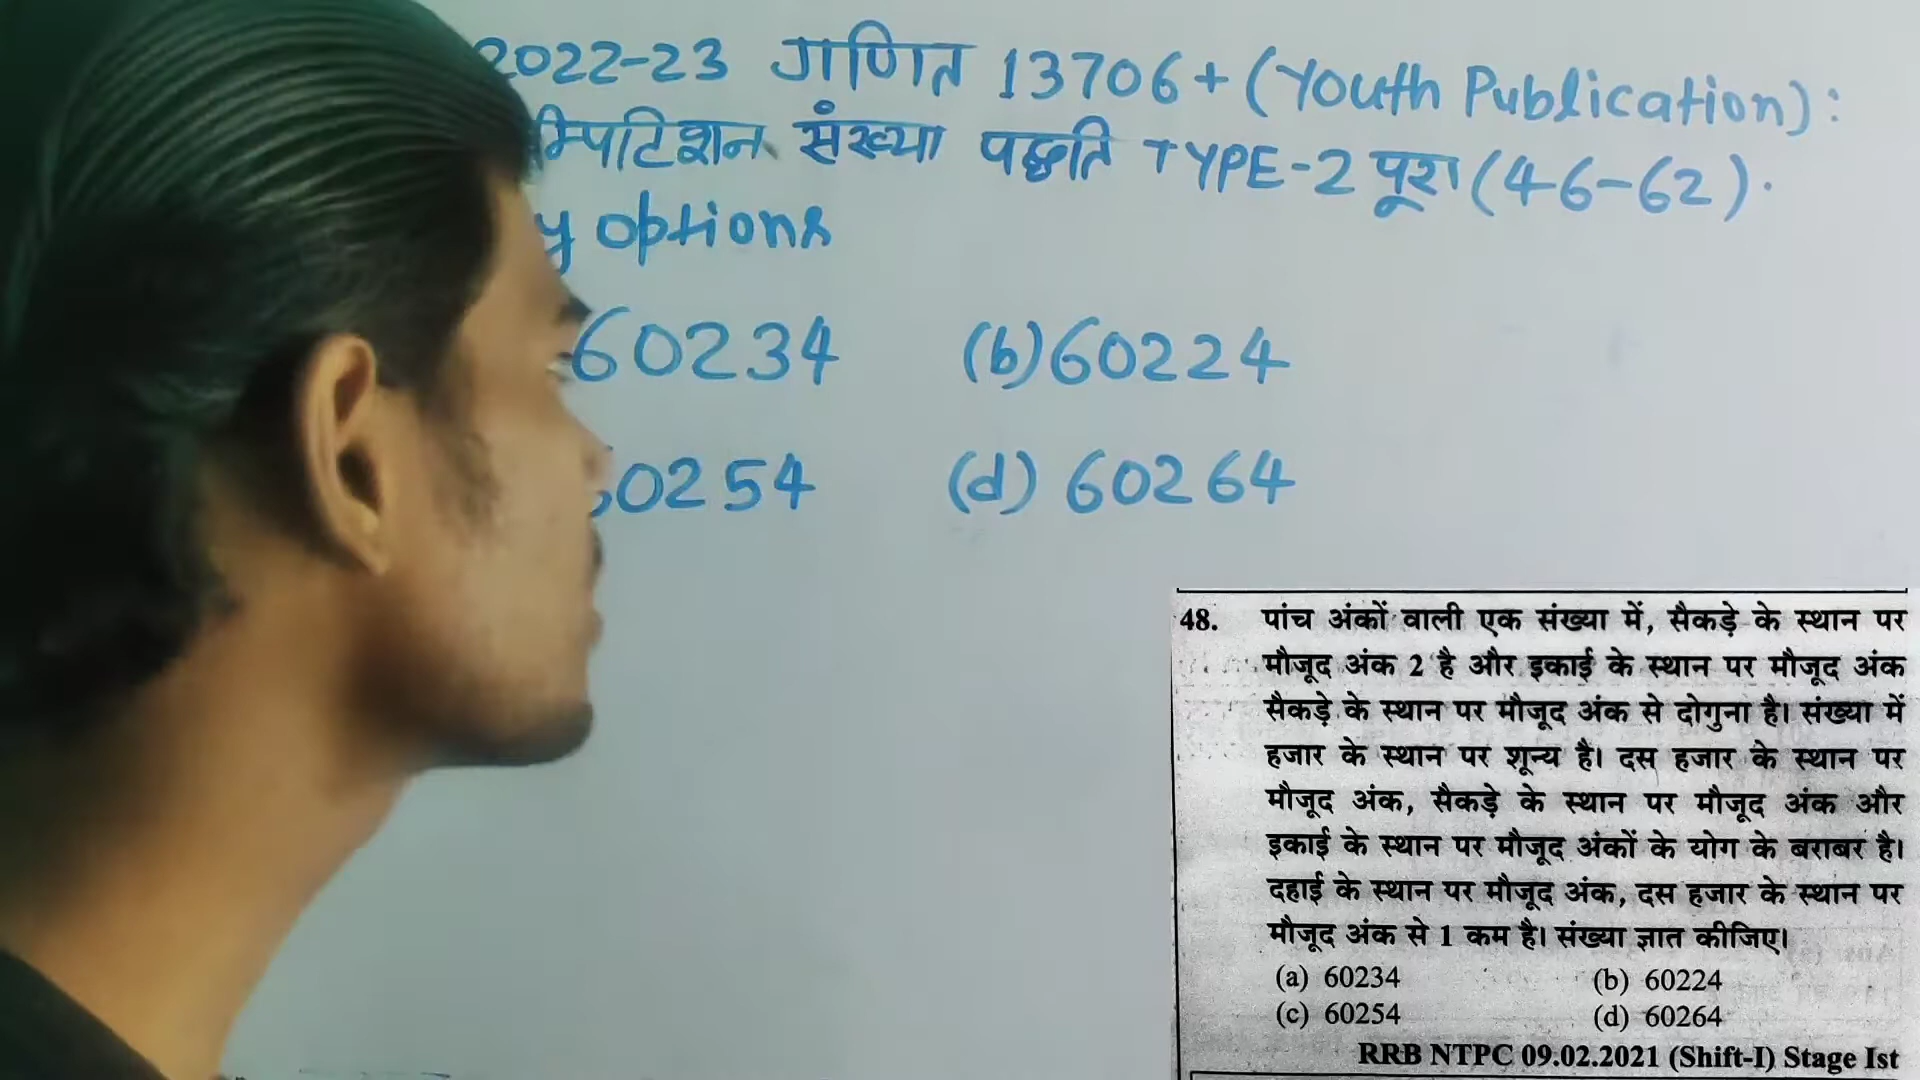 2022-23 गणित 13706+ (Youth Publication):
म्पिटिशन संख्या पद्धति TYPE-2 पूरा (46-62).
y options
60234 (b) 60224
60254 (d) 60264
48. पांच अंकों वाली एक संख्या में, सैकड़े के स्थान पर
मौजूद अंक 2 है और इकाई के स्थान पर मौजूद अंक
सैकड़े के स्थान पर मौजूद अंक से दोगुना है। संख्या में
हजार के स्थान पर शून्य है। दस हजार के स्थान पर
मौजूद अंक, सैकड़े के स्थान पर मौजूद अंक और
इकाई के स्थान पर मौजूद अंकों के योग के बराबर है।
दहाई के स्थान पर मौजूद अंक, दस हजार के स्थान पर
मौजूद अंक से 1 कम है। संख्या ज्ञात कीजिए।
(a) 60234 (b) 60224
(c) 60254 (d) 60264
RRB NTPC 09.02.2021 (Shift-I) Stage Ist